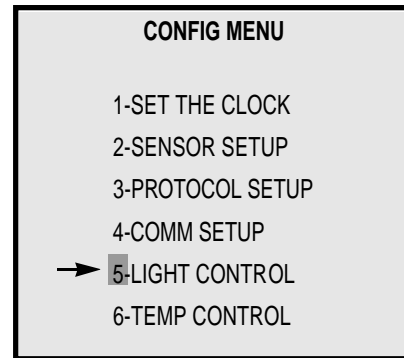 CONFIG MENU
1-SET THE CLOCK
2-SENSOR SETUP
3-PROTOCOL SETUP
4-COMM SETUP
5-LIGHT CONTROL
6-TEMP CONTROL